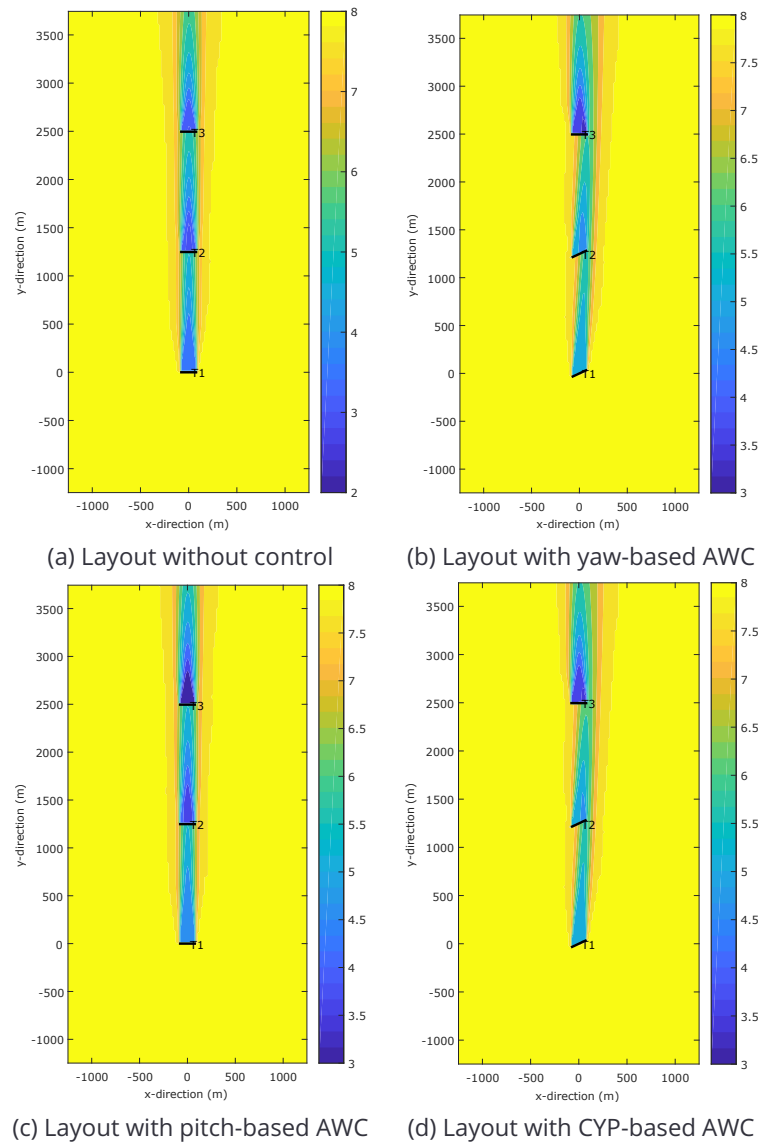 3500
3000
2500
2000
1500
1000
500
0
-500
-1000
y-direction (m)
-1000 -500 0 500 1000
x-direction (m)
T3
T2
T1
8
7
6
5
4
3
2
(a) Layout without control
3500
3000
2500
2000
1500
1000
500
0
-500
-1000
y-direction (m)
-1000 -500 0 500 1000
x-direction (m)
T3
T2
T1
8
7.5
7
6.5
6
5.5
5
4.5
4
3.5
3
(b) Layout with yaw-based AWC
3500
3000
2500
2000
1500
1000
500
0
-500
-1000
y-direction (m)
-1000 -500 0 500 1000
x-direction (m)
T3
T2
T1
8
7.5
7
6.5
6
5.5
5
4.5
4
3.5
3
(c) Layout with pitch-based AWC
3500
3000
2500
2000
1500
1000
500
0
-500
-1000
y-direction (m)
-1000 -500 0 500 1000
x-direction (m)
T3
T2
T1
8
7.5
7
6.5
6
5.5
5
4.5
4
3.5
3
(d) Layout with CYP-based AWC